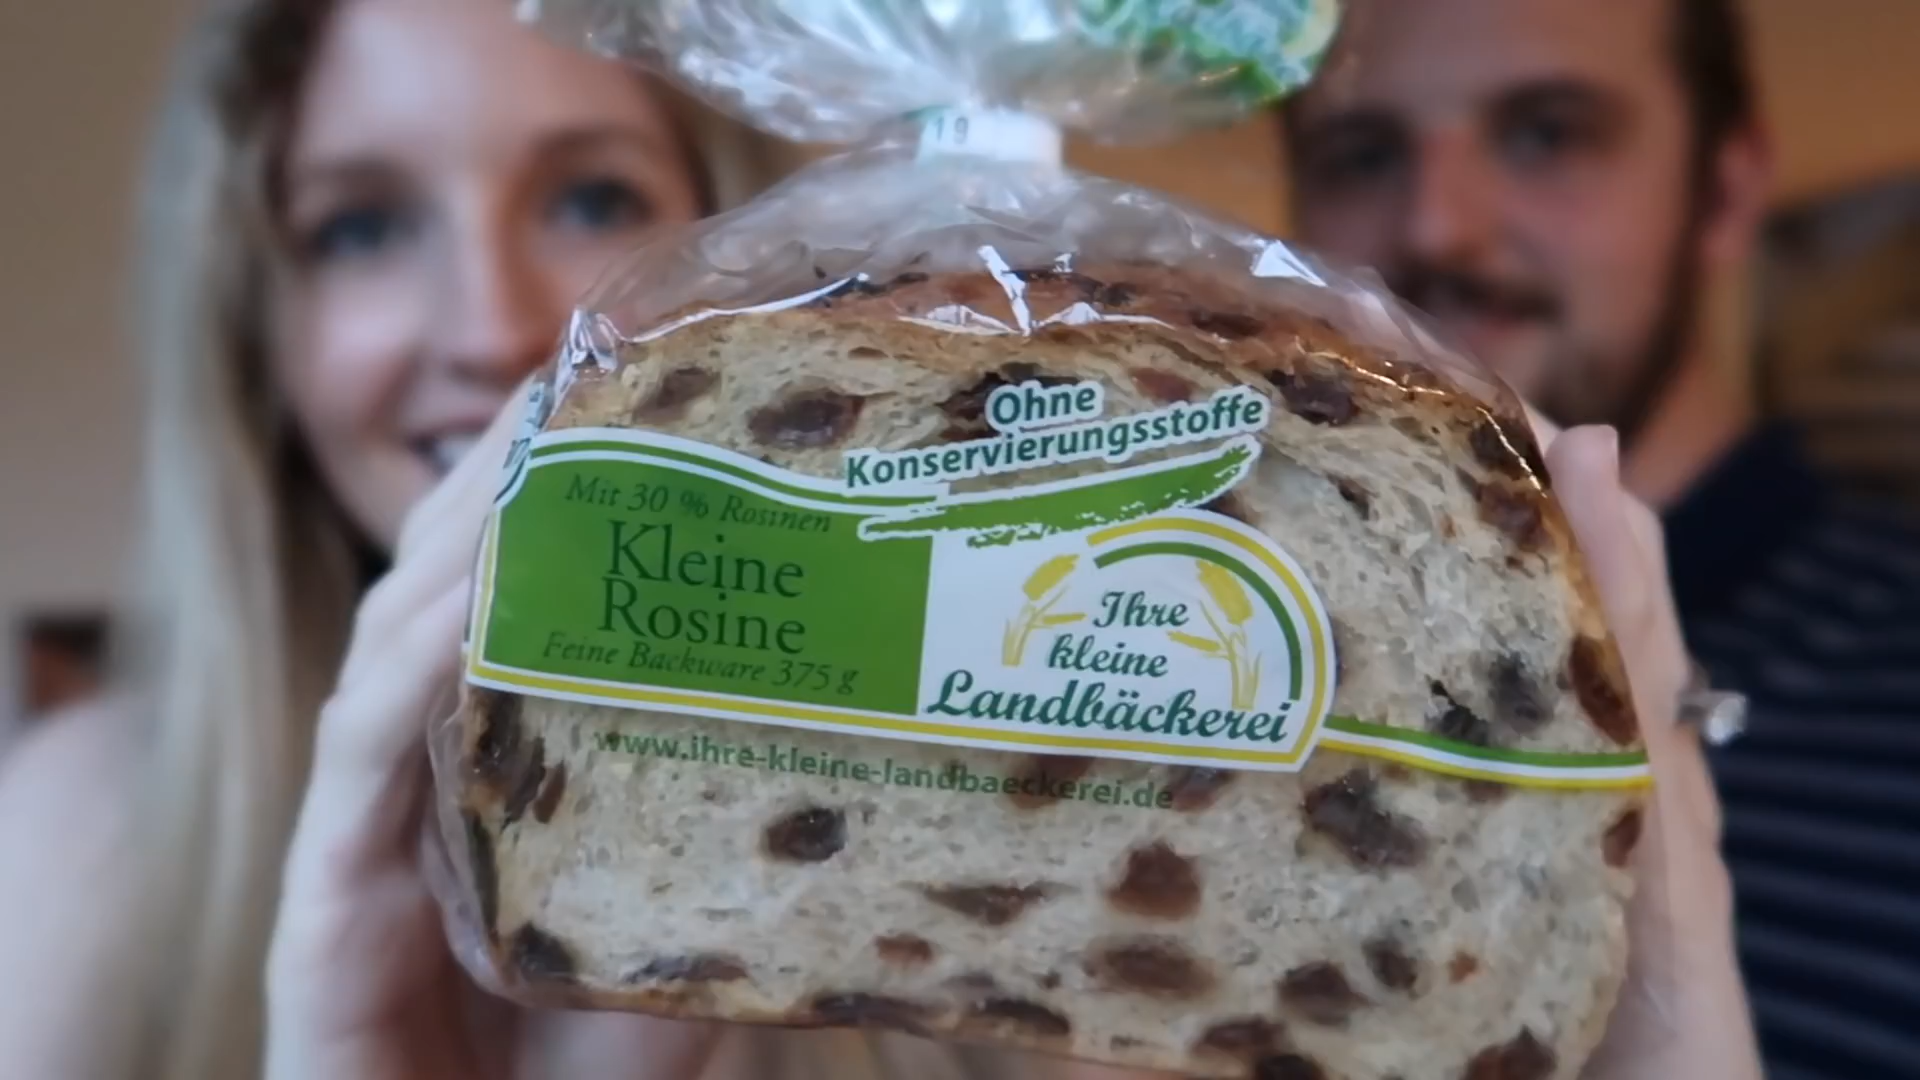 19
Ohne
Konservierungsstoffe
Mit 30 % Rosinen
Kleine
Rosine
Feine Backware 375 g
Ihre
kleine
Landbäckerei
www.ihre-kleine-landbaeckerei.de